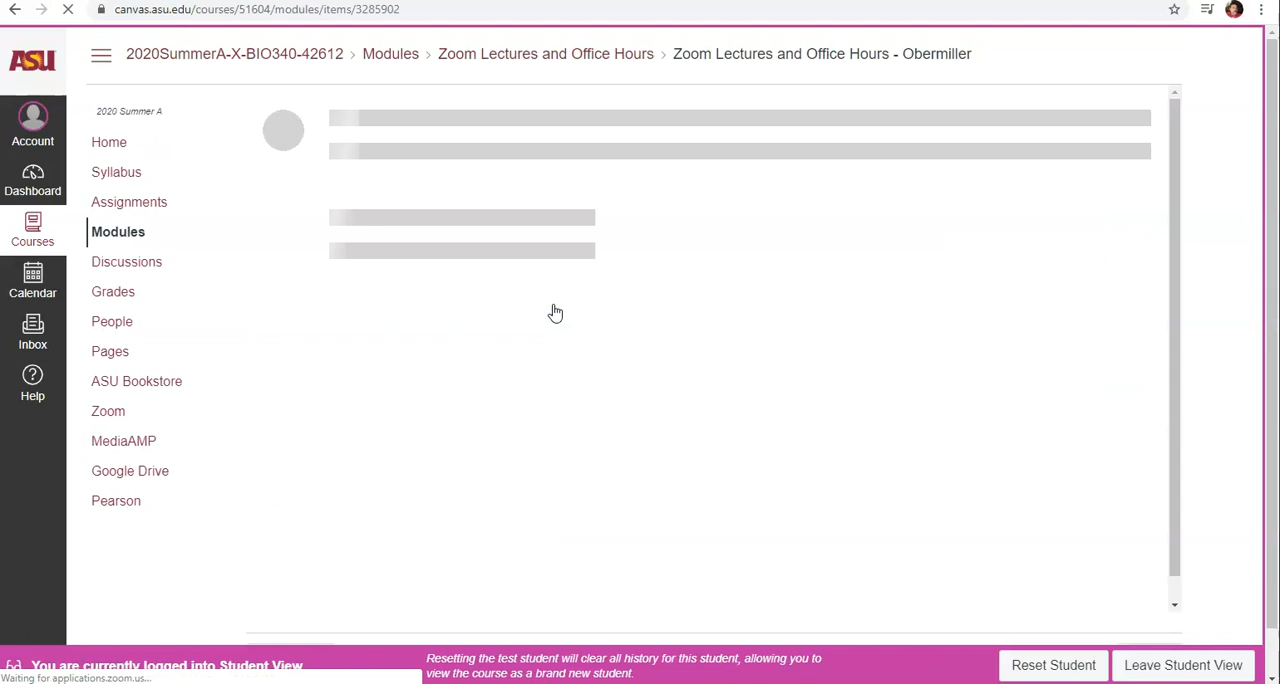 canvas.asu.edu/courses/51604/modules/items/3285902
ASU
2020SummerA-X-BIO340-42612 > Modules > Zoom Lectures and Office Hours > Zoom Lectures and Office Hours - Obermiller
Account
Dashboard
Courses
Calendar
Inbox
Help
2020 Summer A
Home
Syllabus
Assignments
Modules
Discussions
Grades
People
Pages
ASU Bookstore
Zoom
MediaAMP
Google Drive
Pearson
You are currently logged into Student View
Resetting the test student will clear all history for this student, allowing you to
view the course as a brand new student.
Reset Student
Leave Student View
Waiting for applications.zoom.us...